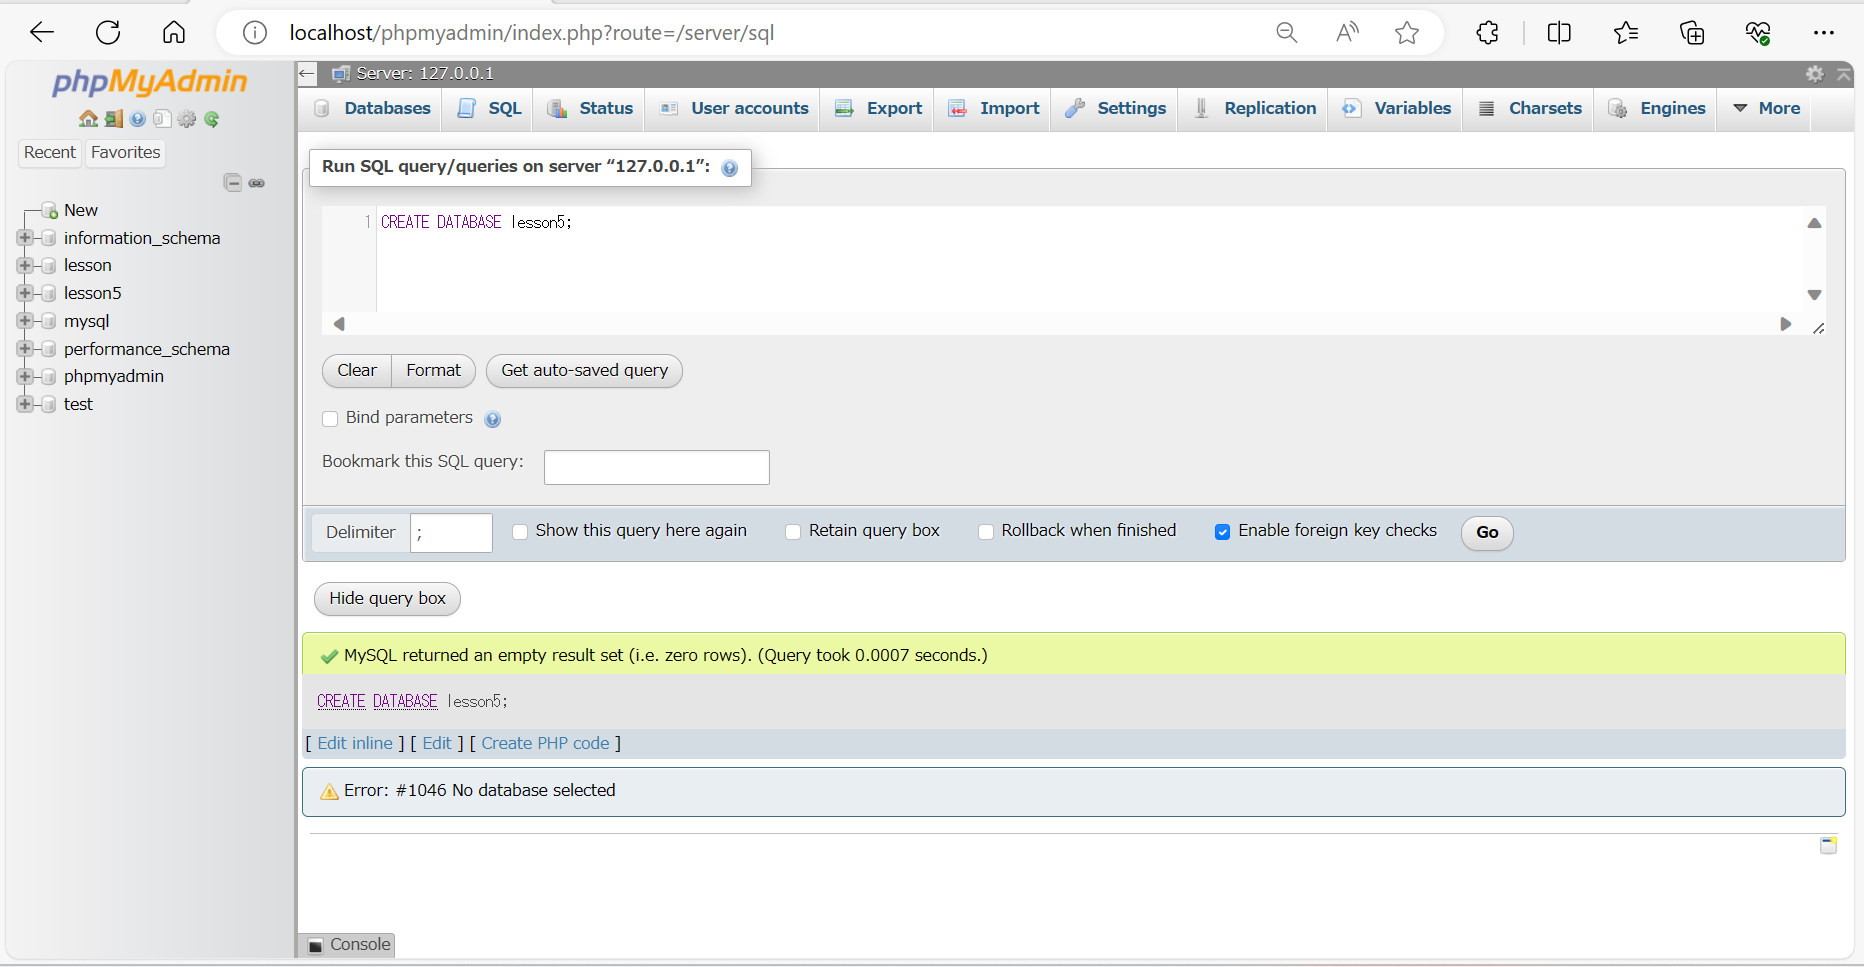 localhost/phpmyadmin/index.php?route=/server/sql
phpMyAdmin
Recent Favorites
New
information_schema
lesson
lesson5
mysql
performance_schema
phpmyadmin
test
Server: 127.0.0.1
Databases SQL Status User accounts Export Import Settings Replication Variables Charsets Engines More
Run SQL query/queries on server “127.0.0.1”:
1 CREATE DATABASE lesson5;
Clear Format Get auto-saved query
Bind parameters
Bookmark this SQL query:
Delimiter ; Show this query here again Retain query box Rollback when finished Enable foreign key checks Go
Hide query box
MySQL returned an empty result set (i.e. zero rows). (Query took 0.0007 seconds.)
CREATE DATABASE lesson5;
[ Edit inline ] [ Edit ] [ Create PHP code ]
Error: #1046 No database selected
Console